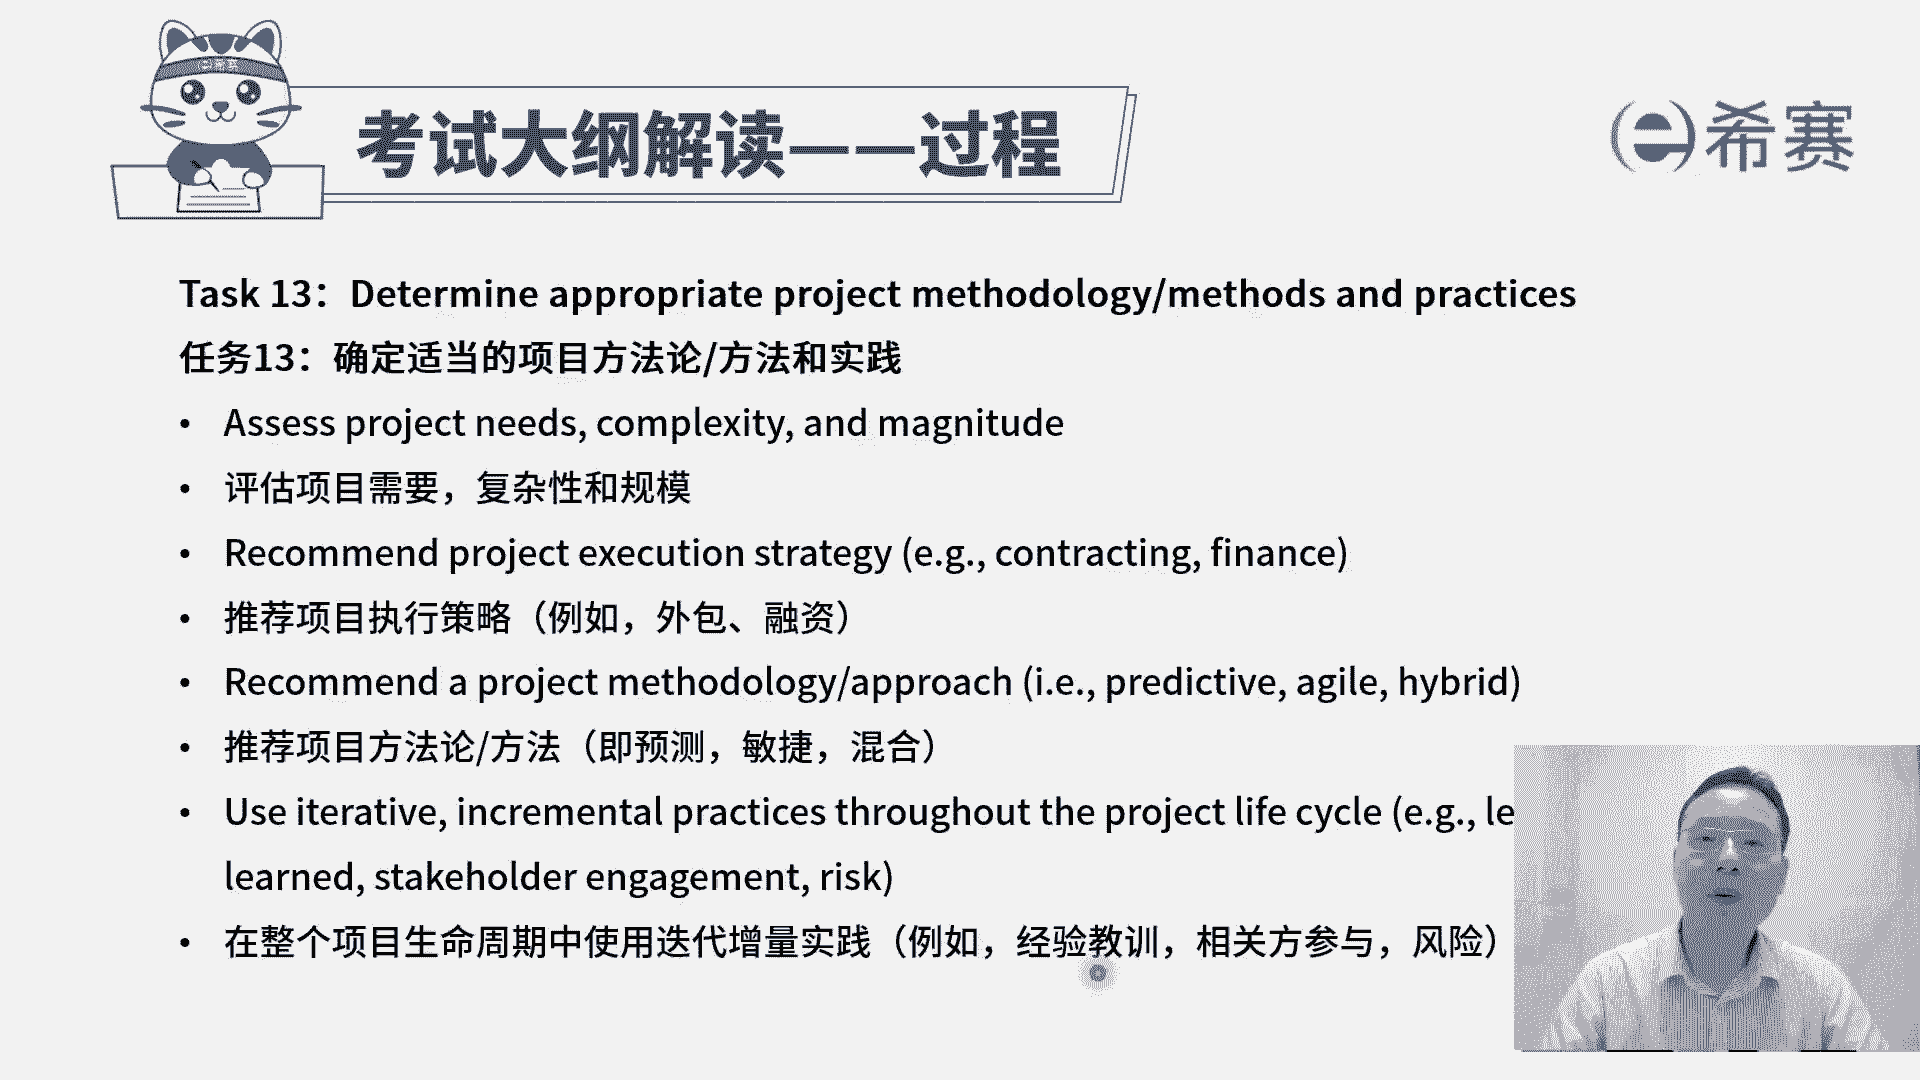 考试大纲解读——过程
希赛
Task 13：Determine appropriate project methodology/methods and practices
任务13：确定适当的项目方法论/方法和实践
• Assess project needs, complexity, and magnitude
• 评估项目需要，复杂性和规模
• Recommend project execution strategy (e.g., contracting, finance)
• 推荐项目执行策略（例如，外包、融资）
• Recommend a project methodology/approach (i.e., predictive, agile, hybrid)
• 推荐项目方法论/方法（即预测，敏捷，混合）
• Use iterative, incremental practices throughout the project life cycle (e.g., le
learned, stakeholder engagement, risk)
• 在整个项目生命周期中使用迭代增量实践（例如，经验教训，相关方参与，风险）